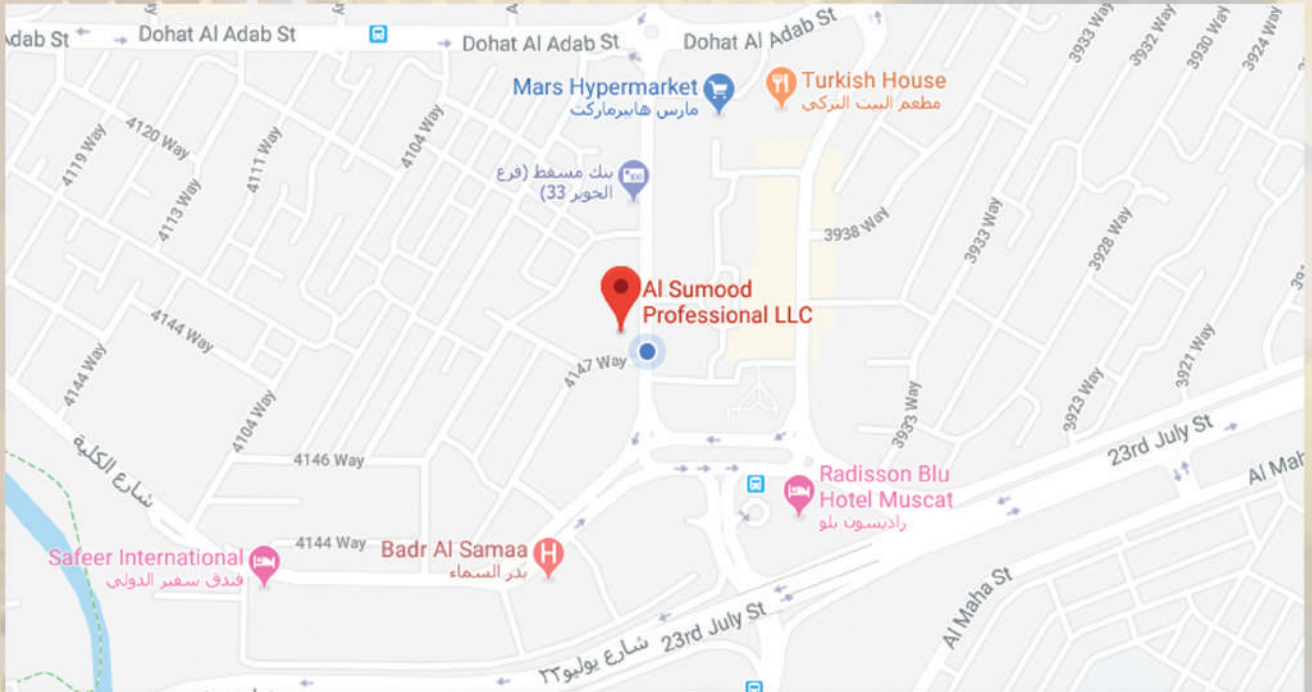 Dohat Al Adab St
Dohat Al Adab St
Dohat Al Adab St
3933 Way
3932 Way
3930 Way
3924 Way
Mars Hypermarket
مارس هايبرماركت
Turkish House
مطعم البيت التركي
4119 Way
4120 Way
4111 Way
4104 Way
4113 Way
بنك مسقط (فرع
الخوير 33)
3938 Way
3933 Way
3928 Way
Al Sumood
Professional LLC
4144 Way
4147 Way
4144 Way
4104 Way
3933 Way
3923 Way
3921 Way
شارع الكلية
4146 Way
23rd July St
Radisson Blu
Hotel Muscat
راديسون بلو
4144 Way
Badr Al Samaa
بدر السماء
Safeer International
فندق سفير الدولي
Al Maha St
شارع يوليو٢٣
23rd July St